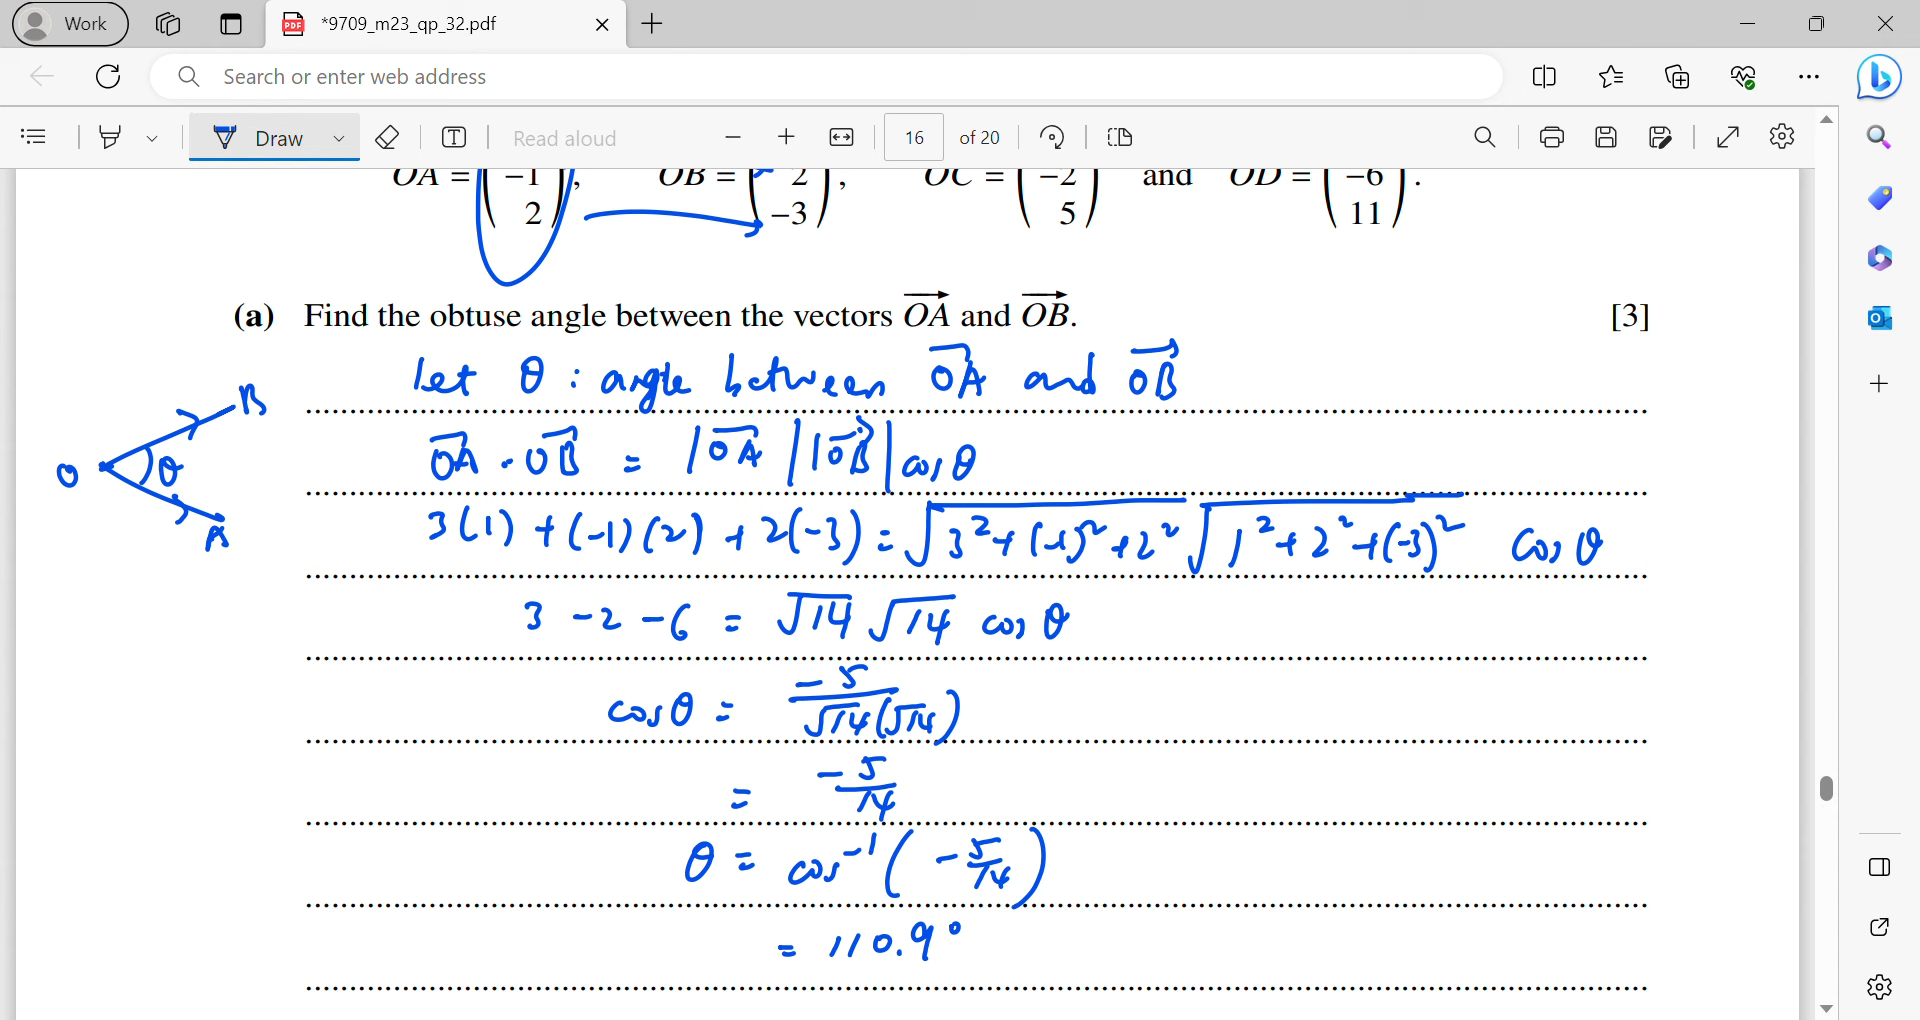 Work
*9709_m23_qp_32.pdf
Search or enter web address
Draw
Read aloud
16 of 20
OA = −1 2 , OB = 2 −3 , OC = −2 5 and OD = −6 11 .
(a) Find the obtuse angle between the vectors OA and OB. [3]
let θ : angle between OA and OB
O θ B A
OA · OB = |OA| |OB| cos θ
3(1) + (-1)(2) + 2(-3) = √3²+(-1)²+2² √1²+2²+(-3)² cos θ
3 -2 -6 = √14 √14 cos θ
cos θ = -5/√14(√14)
= -5/14
θ = cos⁻¹(-5/14)
= 110.9°